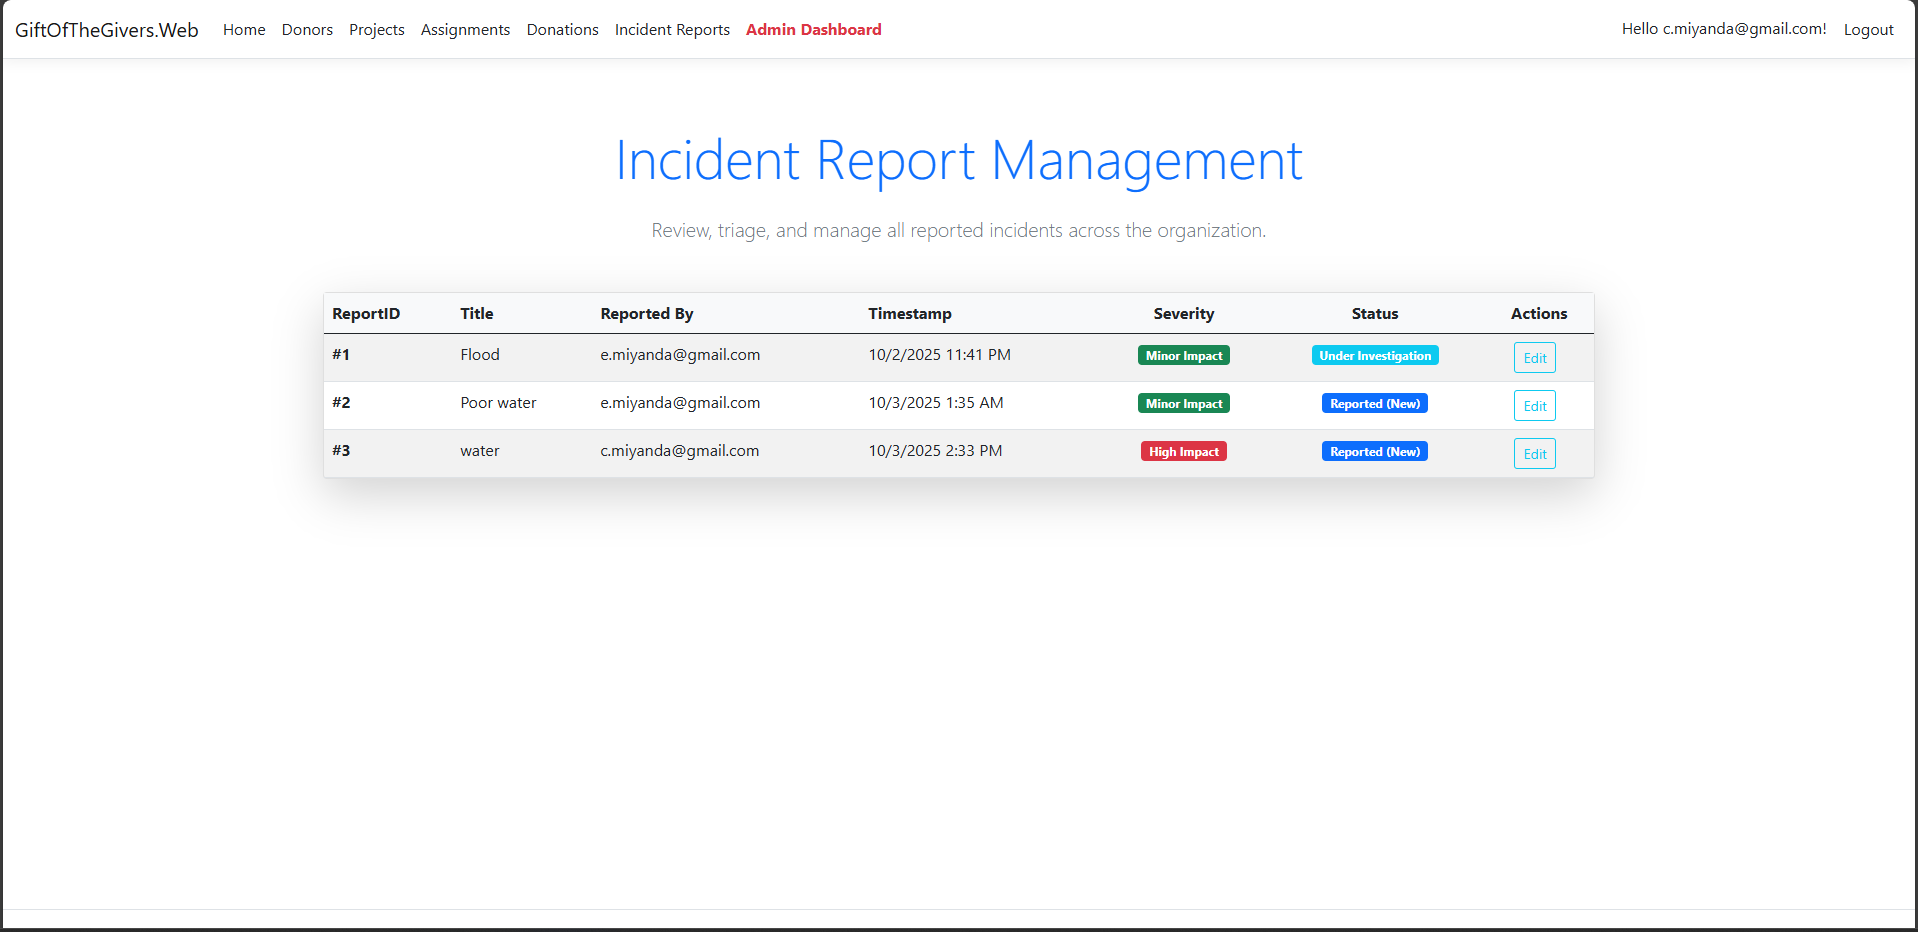 GiftOfTheGivers.Web Home Donors Projects Assignments Donations Incident Reports Admin Dashboard Hello c.miyanda@gmail.com! Logout
Incident Report Management
Review, triage, and manage all reported incidents across the organization.
ReportID Title Reported By Timestamp Severity Status Actions
#1 Flood e.miyanda@gmail.com 10/2/2025 11:41 PM Minor Impact Under Investigation Edit
#2 Poor water e.miyanda@gmail.com 10/3/2025 1:35 AM Minor Impact Reported (New) Edit
#3 water c.miyanda@gmail.com 10/3/2025 2:33 PM High Impact Reported (New) Edit